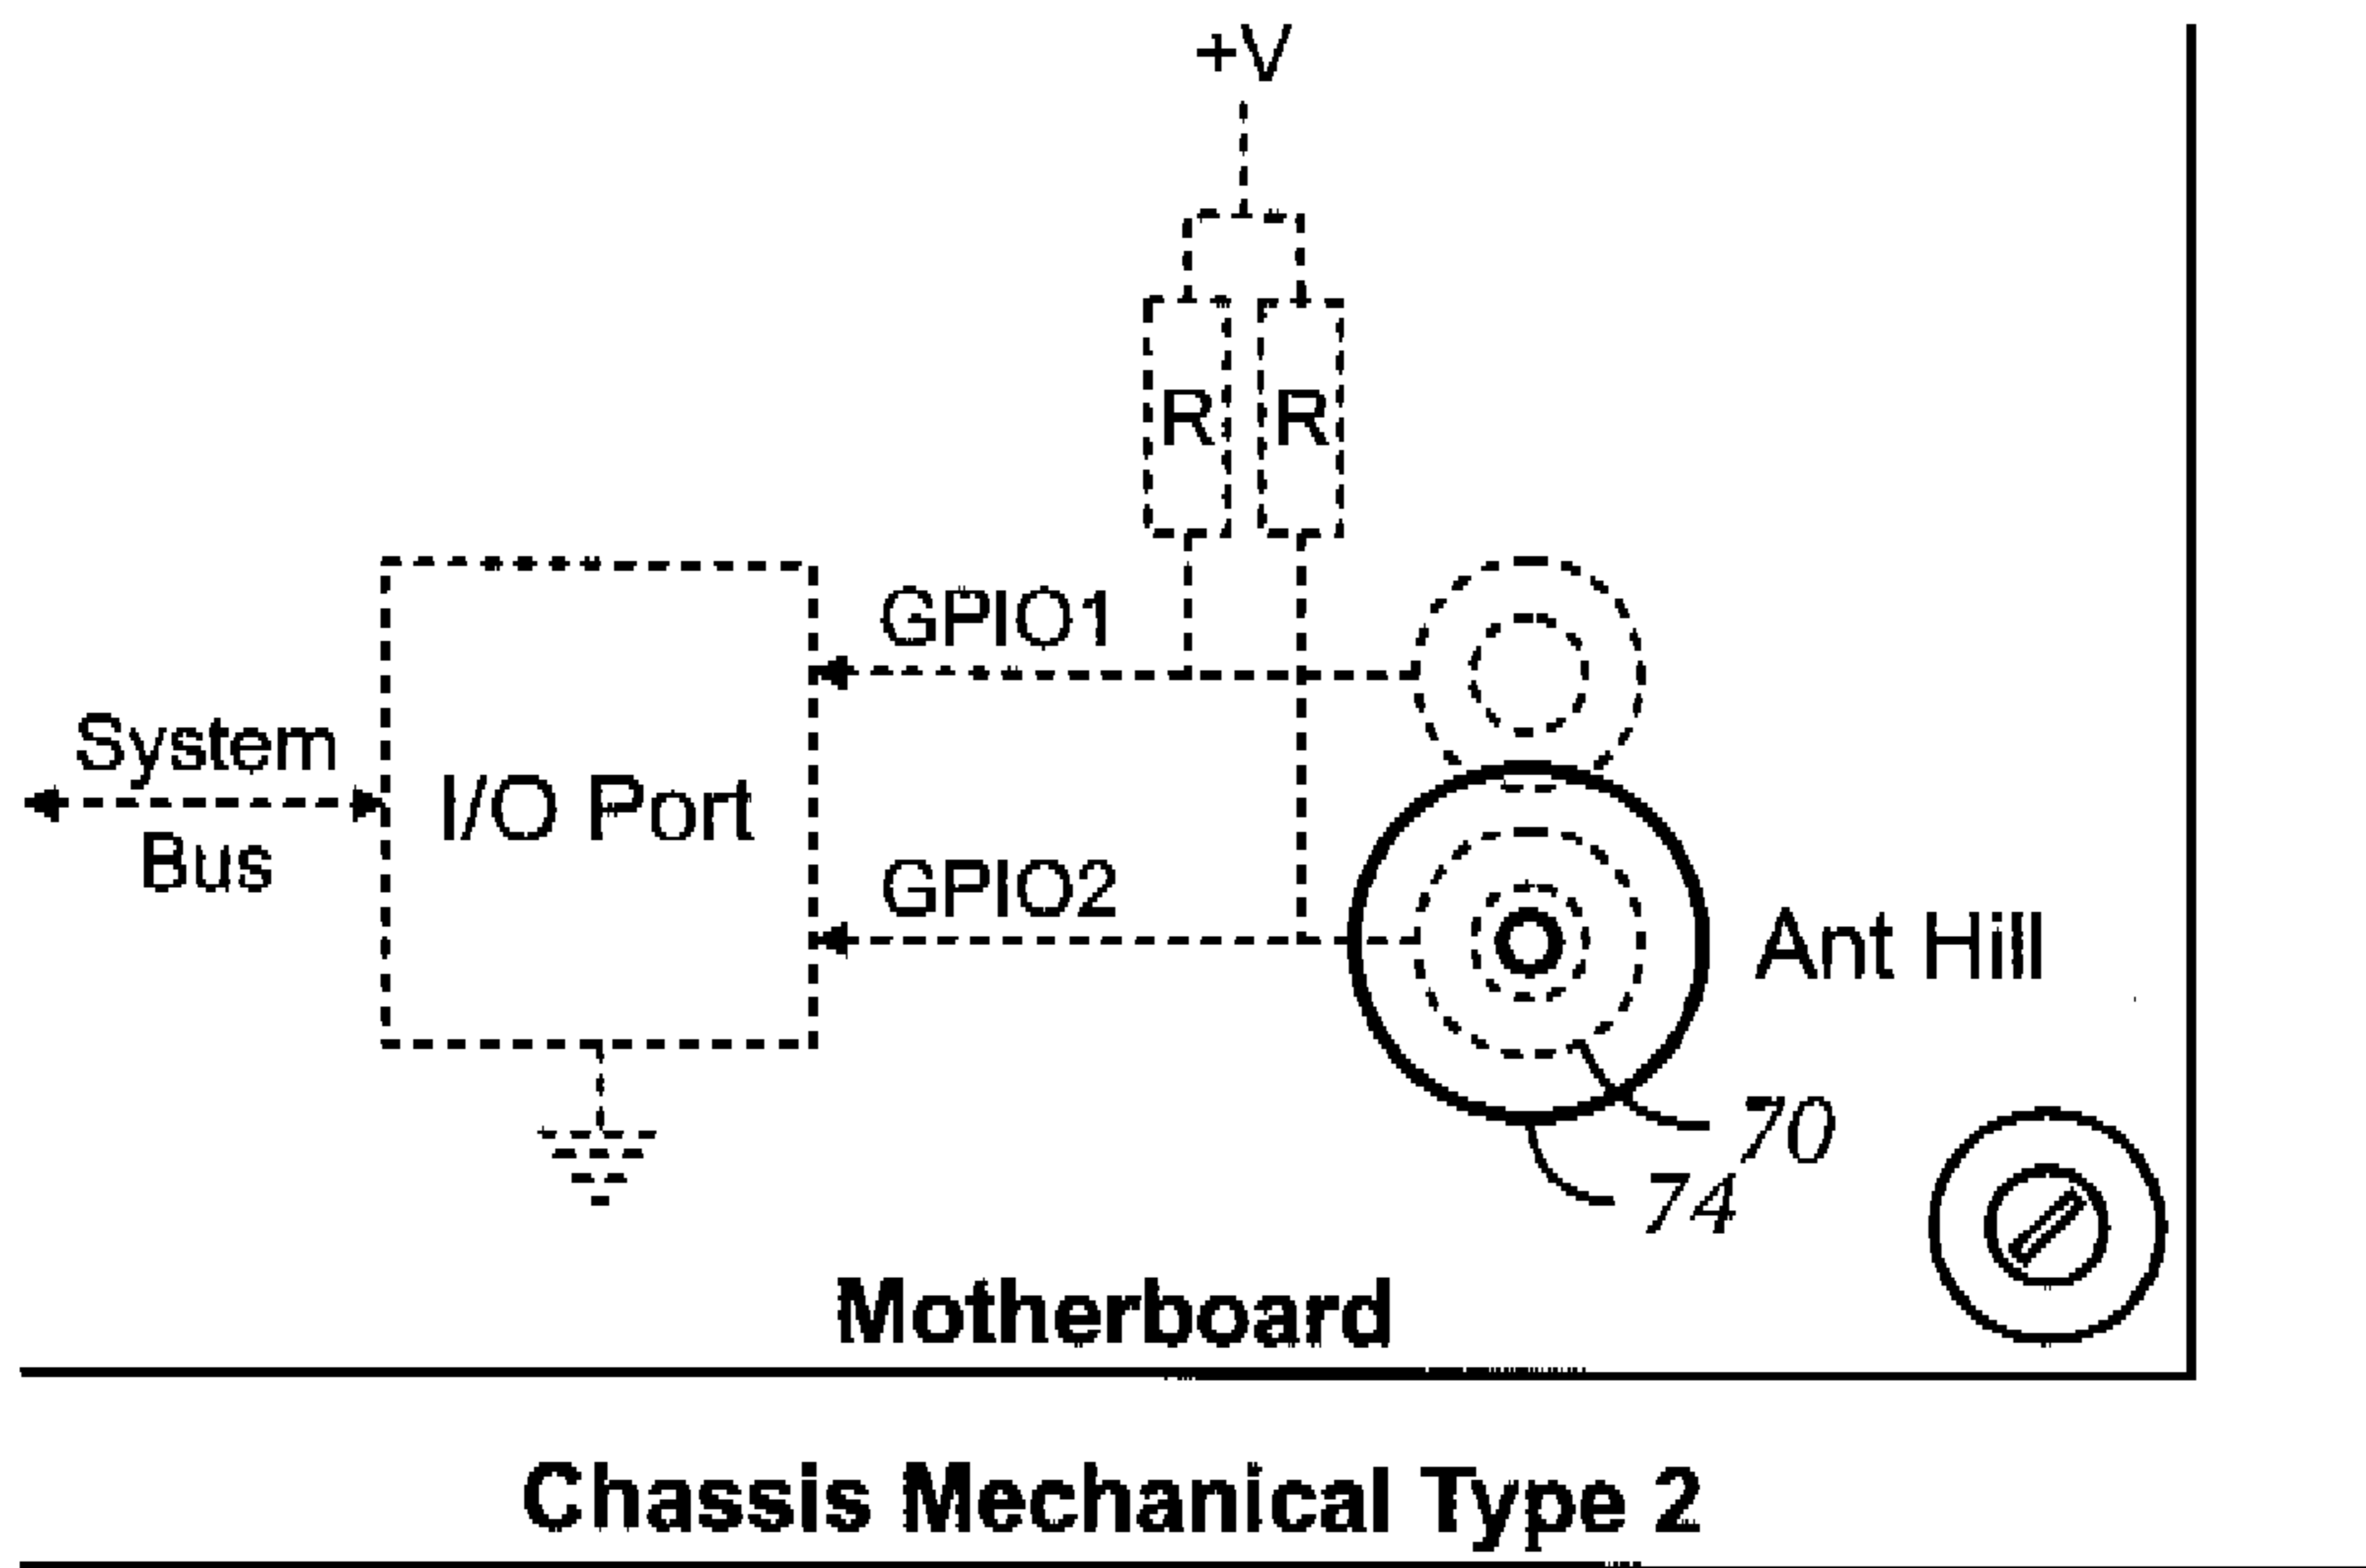 +V
R R
GPIO1
System
Bus
I/O Port
GPIO2
Ant Hill
70
74
Motherboard
Chassis Mechanical Type 2